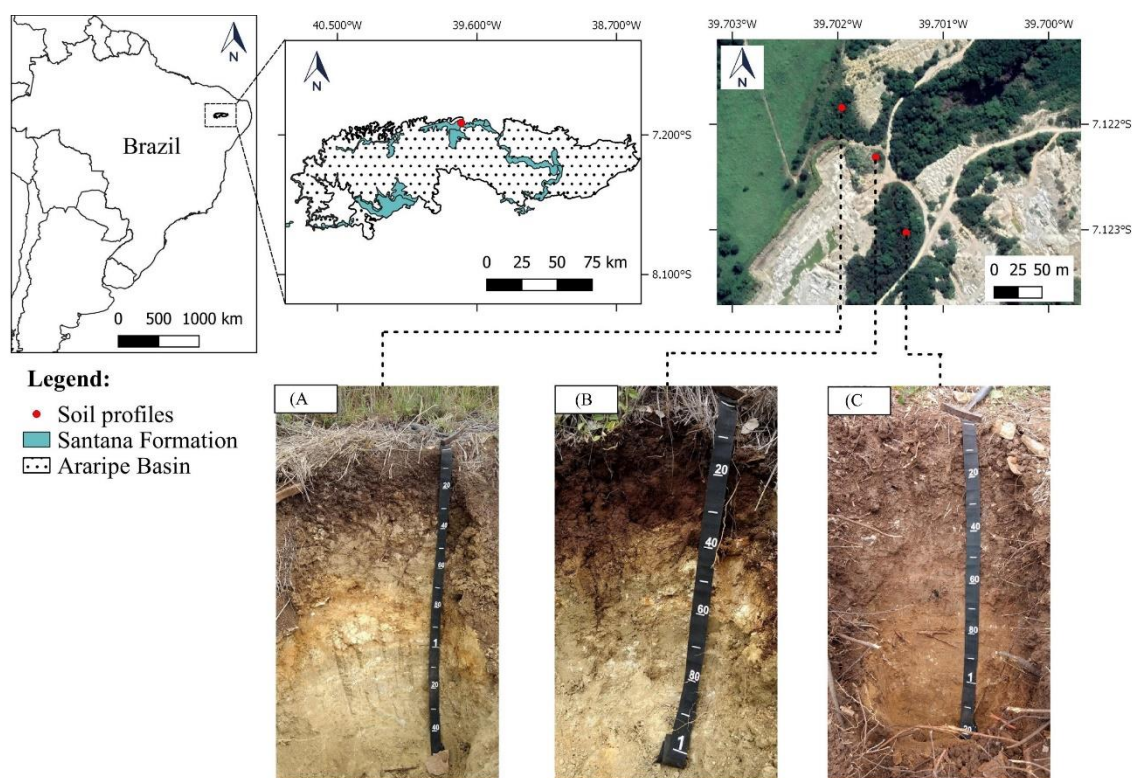 40.500°W 39.600°W 38.700°W
39.703°W 39.702°W 39.701°W 39.700°W
N
N
N
Brazil
7.200°S
8.100°S
7.122°S
7.123°S
0 500 1000 km
0 25 50 75 km
0 25 50 m
Legend:
Soil profiles
Santana Formation
Araripe Basin
(A
20
40
60
80
1
20
40
(B)
20
40
60
80
1
(C
20
40
60
80
1
20